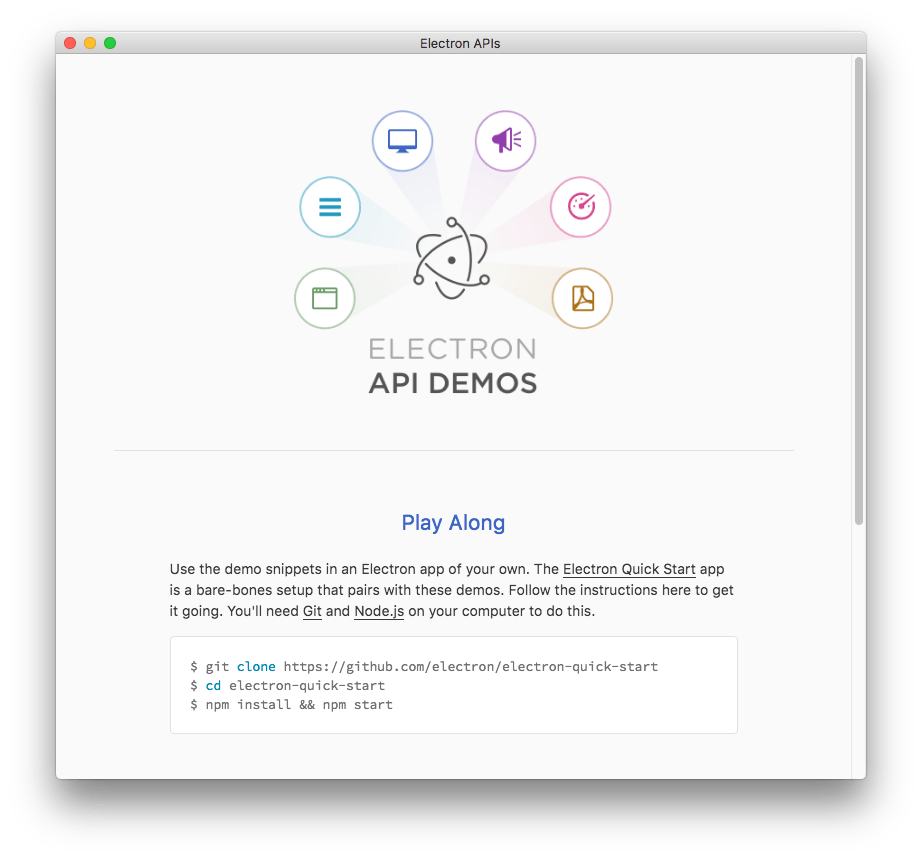 Electron APIs
ELECTRON
API DEMOS
Play Along
Use the demo snippets in an Electron app of your own. The Electron Quick Start app
is a bare-bones setup that pairs with these demos. Follow the instructions here to get
it going. You'll need Git and Node.js on your computer to do this.
$ git clone https://github.com/electron/electron-quick-start
$ cd electron-quick-start
$ npm install && npm start